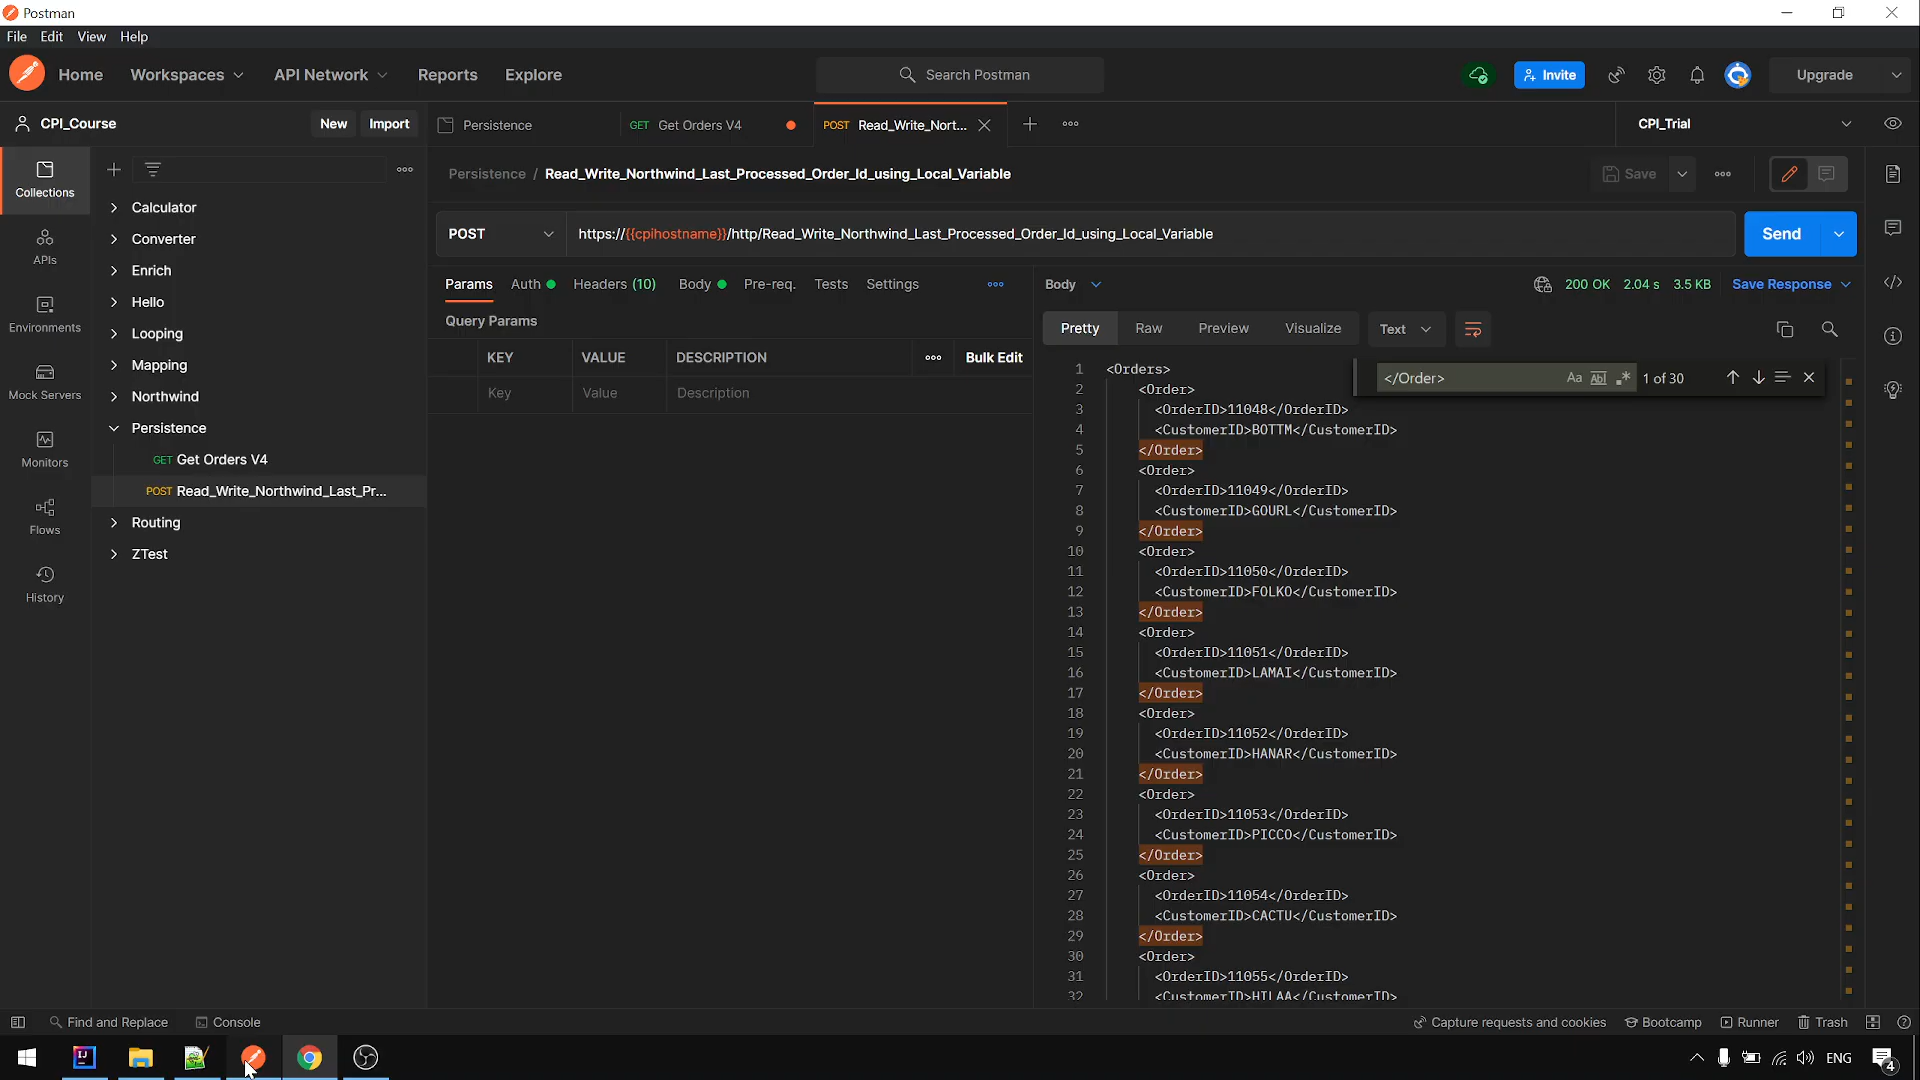 Postman
File Edit View Help
Home Workspaces API Network Reports Explore Search Postman Invite Upgrade
CPI_Course New Import Persistence GET Get Orders V4 POST Read_Write_Nort... CPI_Trial
Collections
APIs
Environments
Mock Servers
Monitors
Flows
History
Calculator
Converter
Enrich
Hello
Looping
Mapping
Northwind
Persistence
GET Get Orders V4
POST Read_Write_Northwind_Last_Pr...
Routing
ZTest
Persistence / Read_Write_Northwind_Last_Processed_Order_Id_using_Local_Variable Save
POST https://{{cpihostname}}/http/Read_Write_Northwind_Last_Processed_Order_Id_using_Local_Variable Send
Params Auth Headers (10) Body Pre-req. Tests Settings
Query Params
KEY VALUE DESCRIPTION Bulk Edit
Key Value Description
Body 200 OK 2.04 s 3.5 KB Save Response
Pretty Raw Preview Visualize Text
</Order> Aa Abl .* 1 of 30
1 <Orders>
2 <Order>
3 <OrderID>11048</OrderID>
4 <CustomerID>BOTTM</CustomerID>
5 </Order>
6 <Order>
7 <OrderID>11049</OrderID>
8 <CustomerID>GOURL</CustomerID>
9 </Order>
10 <Order>
11 <OrderID>11050</OrderID>
12 <CustomerID>FOLKO</CustomerID>
13 </Order>
14 <Order>
15 <OrderID>11051</OrderID>
16 <CustomerID>LAMAI</CustomerID>
17 </Order>
18 <Order>
19 <OrderID>11052</OrderID>
20 <CustomerID>HANAR</CustomerID>
21 </Order>
22 <Order>
23 <OrderID>11053</OrderID>
24 <CustomerID>PICCO</CustomerID>
25 </Order>
26 <Order>
27 <OrderID>11054</OrderID>
28 <CustomerID>CACTU</CustomerID>
29 </Order>
30 <Order>
31 <OrderID>11055</OrderID>
32 <CustomerID>HILAA</CustomerID>
Find and Replace Console Capture requests and cookies Bootcamp Runner Trash
IJ ENG 4